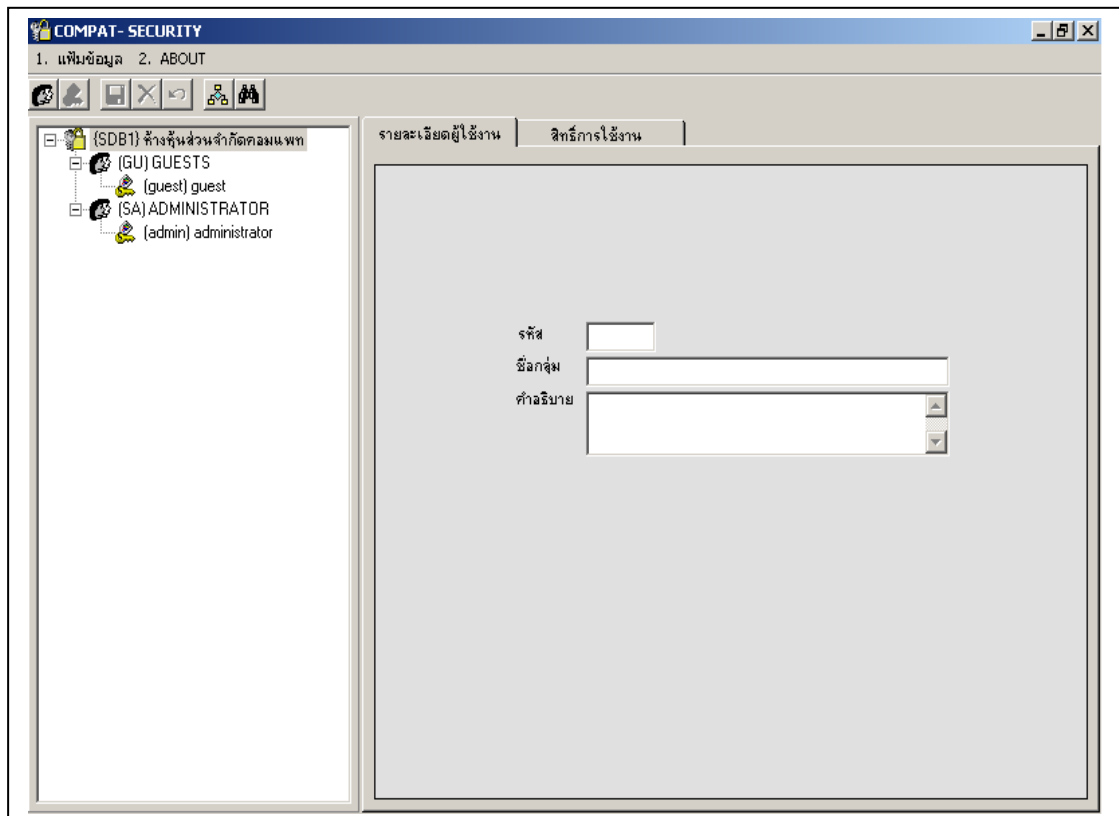 COMPAT- SECURITY
1. แฟ้มข้อมูล 2. ABOUT
{SDB1} ห้างหุ้นส่วนจำกัดคอมแพท
(GU) GUESTS
(guest) guest
(SA) ADMINISTRATOR
(admin) administrator
รายละเอียดผู้ใช้งาน สิทธิ์การใช้งาน
รหัส
ชื่อกลุ่ม
คำอธิบาย